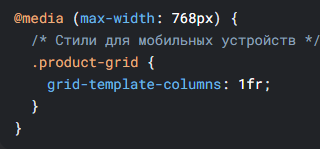 @media (max-width: 768px) {
/* Стили для мобильных устройств */
.product-grid {
grid-template-columns: 1fr;
}
}